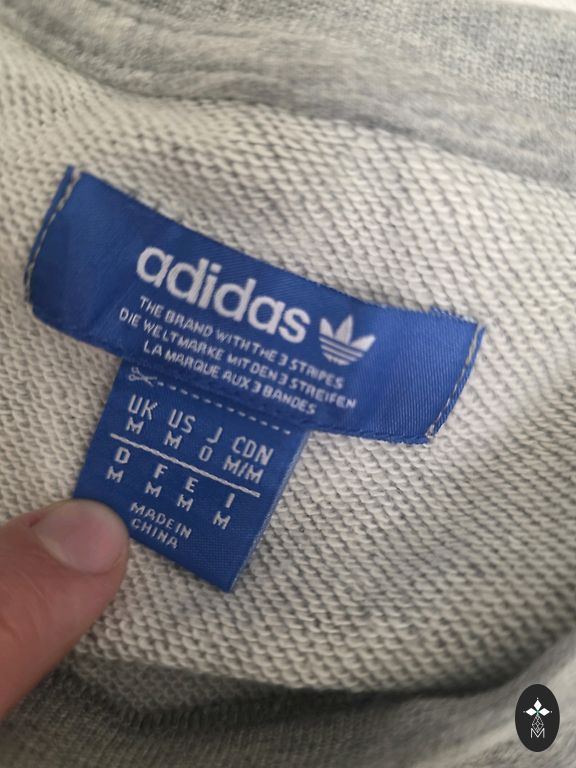 adidas
THE BRAND WITH THE 3 STRIPES
DIE WELTMARKE MIT DEN 3 STREIFEN
LA MARQUE AUX 3 BANDES
UK US J CDN
M M O M/M
D F E I
M M M M
MADE IN
CHINA
M